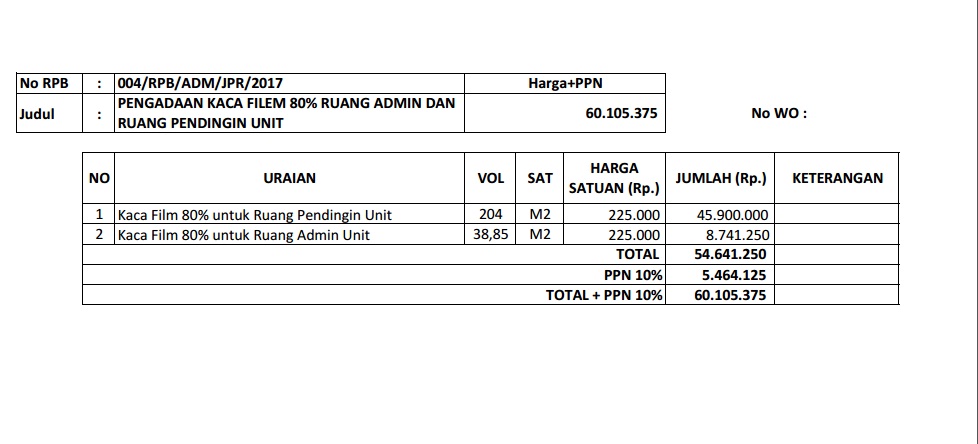 No RPB : 004/RPB/ADM/JPR/2017 Harga+PPN
Judul : PENGADAAN KACA FILEM 80% RUANG ADMIN DAN
RUANG PENDINGIN UNIT 60.105.375 No WO :
NO URAIAN VOL SAT HARGA SATUAN (Rp.) JUMLAH (Rp.) KETERANGAN
1 Kaca Film 80% untuk Ruang Pendingin Unit 204 M2 225.000 45.900.000
2 Kaca Film 80% untuk Ruang Admin Unit 38,85 M2 225.000 8.741.250
TOTAL 54.641.250
PPN 10% 5.464.125
TOTAL + PPN 10% 60.105.375